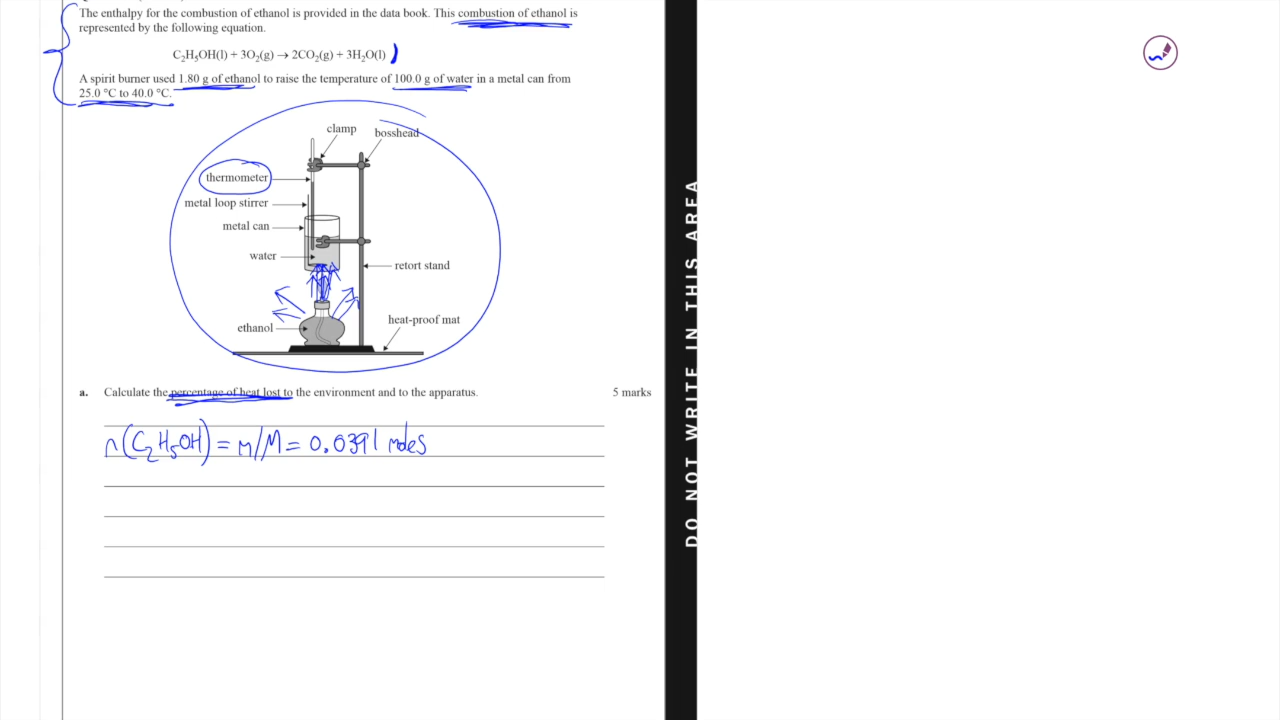 The enthalpy for the combustion of ethanol is provided in the data book. This combustion of ethanol is
represented by the following equation.
C₂H₅OH(l) + 3O₂(g) → 2CO₂(g) + 3H₂O(l)
A spirit burner used 1.80 g of ethanol to raise the temperature of 100.0 g of water in a metal can from
25.0 °C to 40.0 °C.
clamp
bosshead
thermometer
metal loop stirrer
metal can
water
retort stand
ethanol
heat-proof mat
a. Calculate the percentage of heat lost to the environment and to the apparatus. 5 marks
n(C₂H₅OH) = m/M = 0.0391 moles
DO NOT WRITE IN THIS AREA